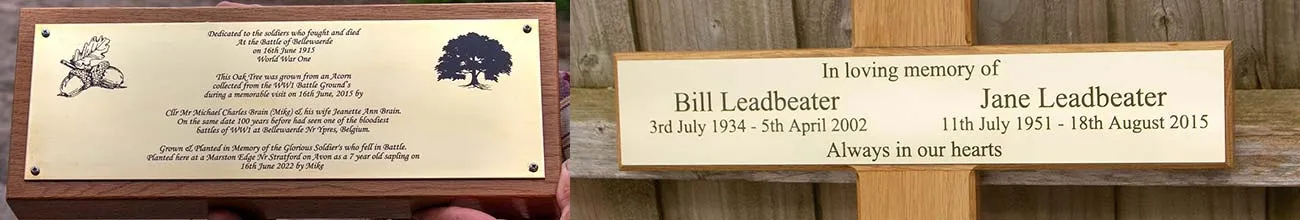 Dedicated to the soldiers who fought and died
At the Battle of Bellewaerde
on 16th June 1915
World War One
This Oak Tree was grown from an Acorn
collected from the WW1 Battle Ground's
during a memorable visit on 16th June, 2015 by
Cllr Mr Michael Charles Brain (Mike) & his wife Jeanette Ann Brain.
On the same date 100 years before had seen one of the bloodiest
battles of WW1 at Bellewaerde Nr Ypres, Belgium.
Grown & Planted in Memory of the Glorious Soldier's who fell in Battle.
Planted here at a Marston Edge Nr Stratford on Avon as a 7 year old sapling on
16th June 2022 by Mike
In loving memory of
Bill Leadbeater Jane Leadbeater
3rd July 1934 - 5th April 2002 11th July 1951 - 18th August 2015
Always in our hearts